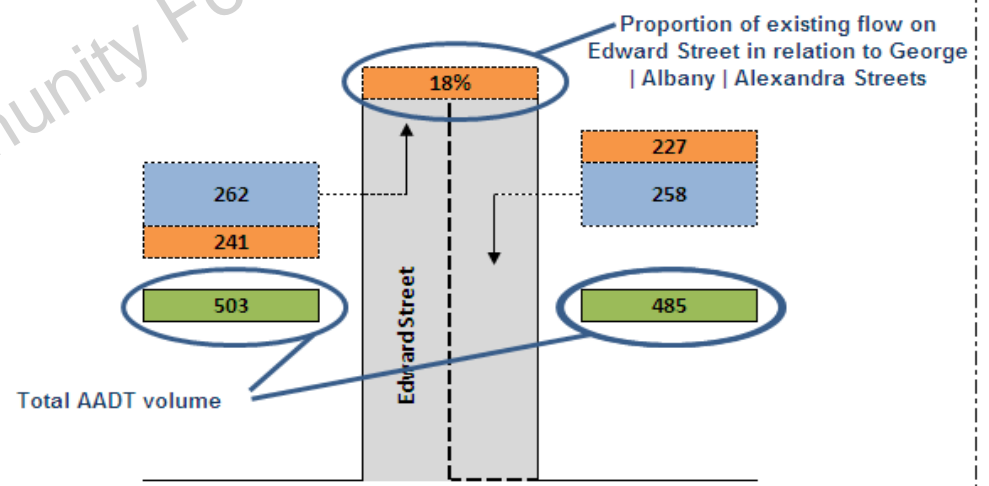 Proportion of existing flow on
Edward Street in relation to George
| Albany | Alexandra Streets
18%
227
262
258
241
503
485
Edward Street
Total AADT volume